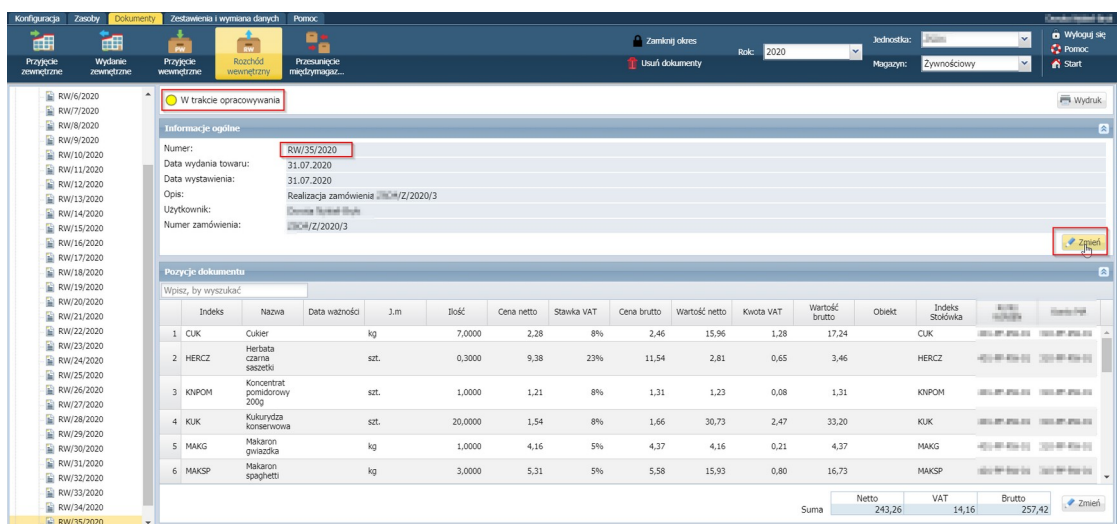 Konfiguracja Zasoby Dokumenty Zestawienia i wymiana danych Pomoc
Przyjęcie zewnętrzne
Wydanie zewnętrzne
PW
Przyjęcie wewnętrzne
RW
Rozchód wewnętrzny
Przesunięcie międzymagaz...
Zamknij okres
Usuń dokumenty
Rok: 2020
Jednostka:
Magazyn: Żywnościowy
Wyloguj się
Pomoc
Start
RW/6/2020
RW/7/2020
RW/8/2020
RW/9/2020
RW/10/2020
RW/11/2020
RW/12/2020
RW/13/2020
RW/14/2020
RW/15/2020
RW/16/2020
RW/17/2020
RW/18/2020
RW/19/2020
RW/20/2020
RW/21/2020
RW/22/2020
RW/23/2020
RW/24/2020
RW/25/2020
RW/26/2020
RW/27/2020
RW/28/2020
RW/29/2020
RW/30/2020
RW/31/2020
RW/32/2020
RW/33/2020
RW/34/2020
RW/35/2020
W trakcie opracowywania
Wydruk
Informacje ogólne
Numer: RW/35/2020
Data wydania towaru: 31.07.2020
Data wystawienia: 31.07.2020
Opis: Realizacja zamówienia /Z/2020/3
Użytkownik:
Numer zamówienia: /Z/2020/3
Zmień
Pozycje dokumentu
Wpisz, by wyszukać
Indeks Nazwa Data ważności J.m Ilość Cena netto Stawka VAT Cena brutto Wartość netto Kwota VAT Wartość brutto Obiekt Indeks Stołówka
1 CUK Cukier kg 7,0000 2,28 8% 2,46 15,96 1,28 17,24 CUK
2 HERCZ Herbata czarna saszetki szt. 0,3000 9,38 23% 11,54 2,81 0,65 3,46 HERCZ
3 KNPOM Koncentrat pomidorowy 200g szt. 1,0000 1,21 8% 1,31 1,23 0,08 1,31 KNPOM
4 KUK Kukurydza konserwowa szt. 20,0000 1,54 8% 1,66 30,73 2,47 33,20 KUK
5 MAKG Makaron gwiazdka kg 1,0000 4,16 5% 4,37 4,16 0,21 4,37 MAKG
6 MAKSP Makaron spaghetti kg 3,0000 5,31 5% 5,58 15,93 0,80 16,73 MAKSP
Netto VAT Brutto
Suma 243,26 14,16 257,42
Zmień